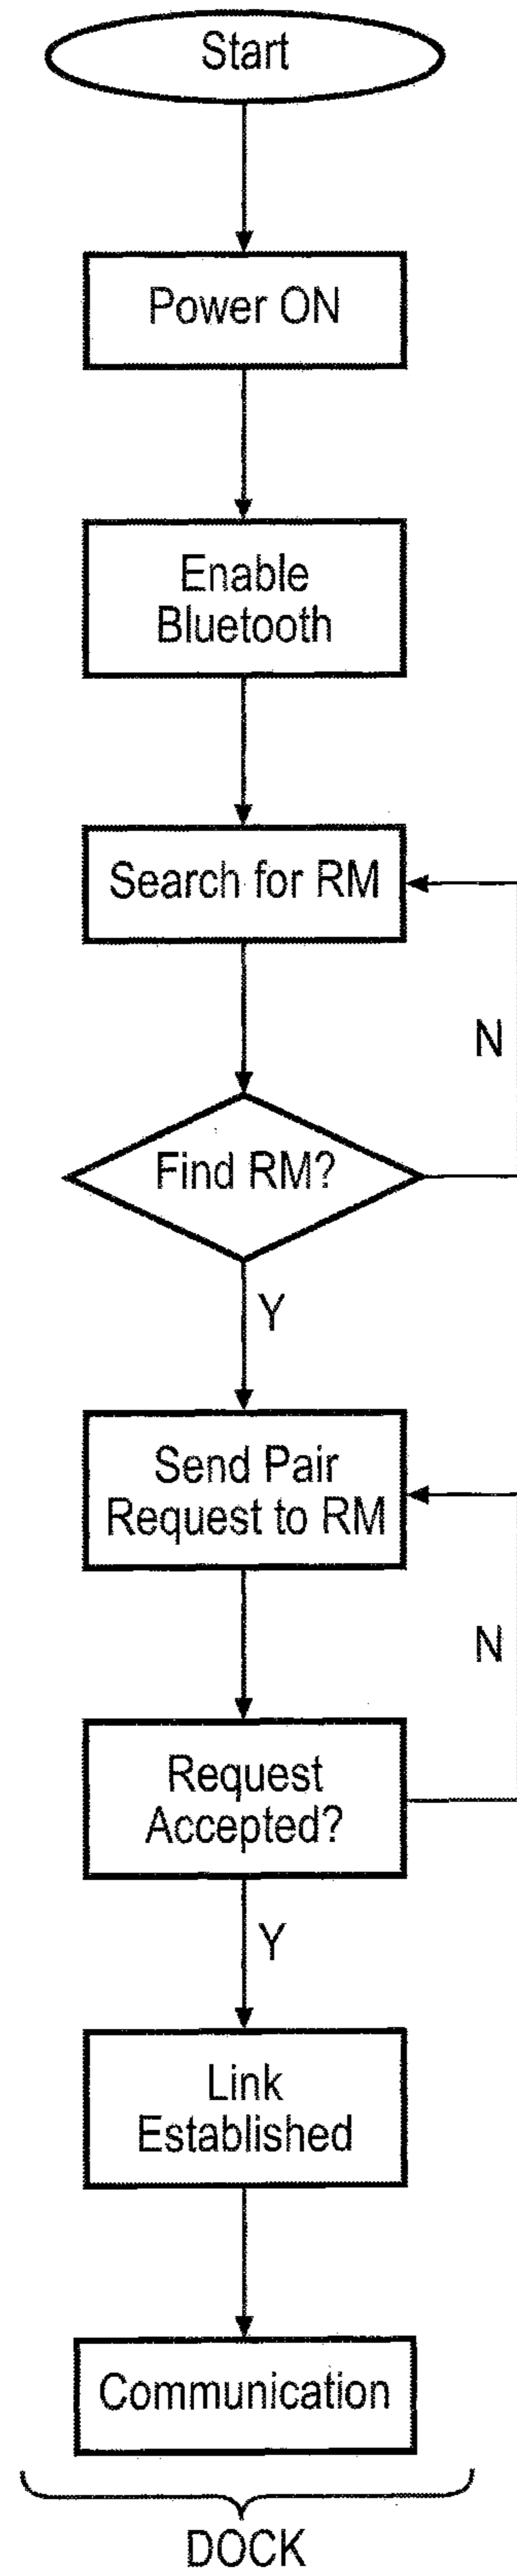 Start
Power ON
Enable
Bluetooth
Search for RM
N
Find RM?
Y
Send Pair
Request to RM
N
Request
Accepted?
Y
Link
Established
Communication
DOCK